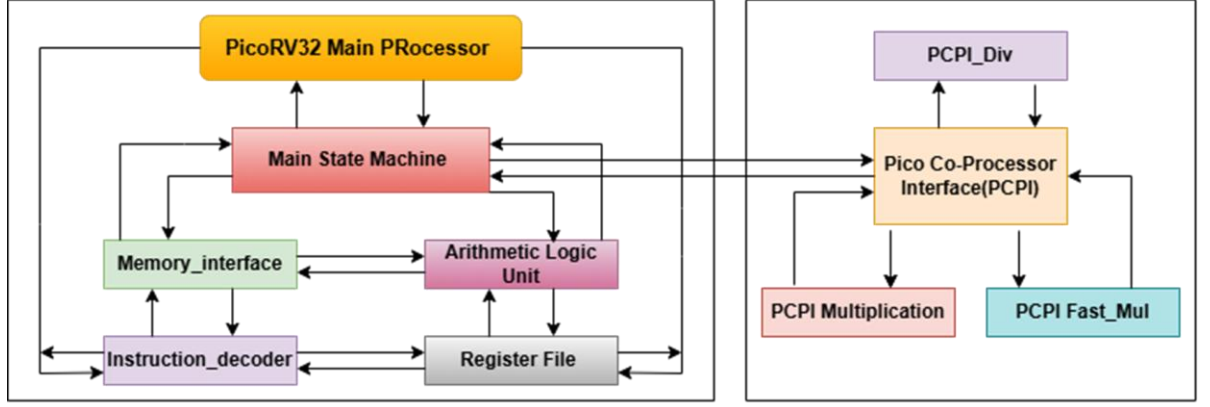 PicoRV32 Main PRocessor
Main State Machine
Memory_interface
Arithmetic Logic
Unit
Instruction_decoder
Register File
PCPI_Div
Pico Co-Processor
Interface(PCPI)
PCPI Multiplication
PCPI Fast_Mul